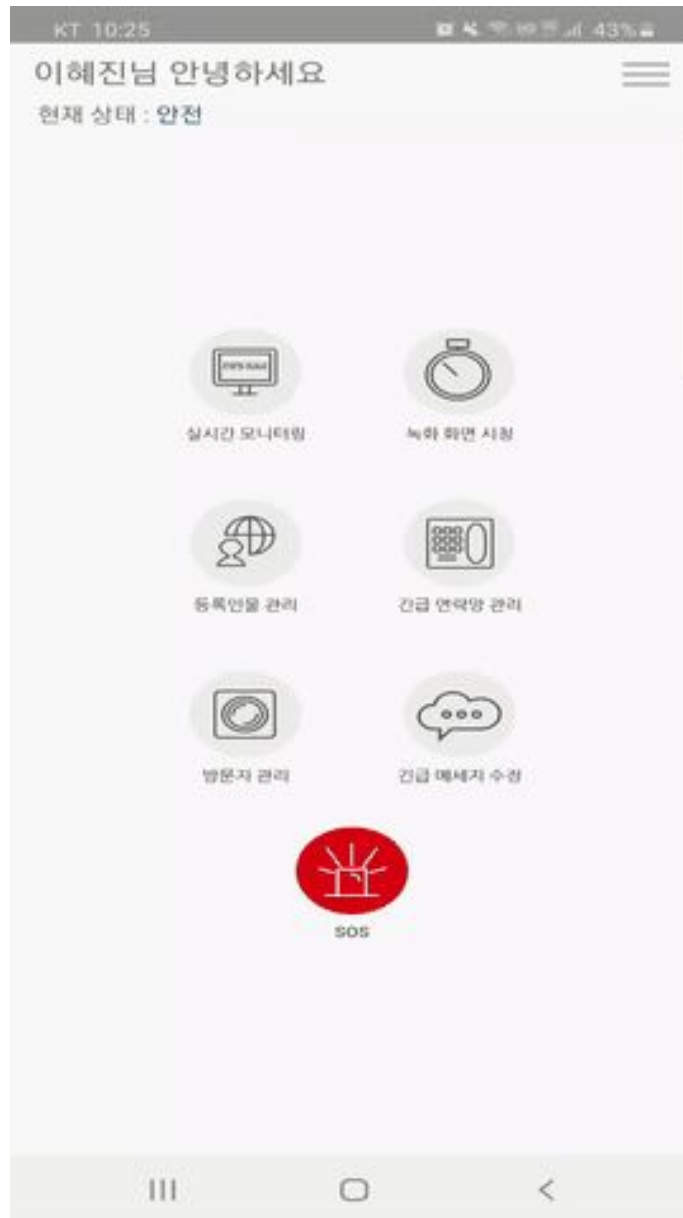 KT 10:25 43%
이혜진님 안녕하세요
현재 상태 : 안전
실시간 모니터링 녹화 화면 시청
등록인물 관리 긴급 연락망 관리
방문자 관리 긴급 메세지 수정
SOS